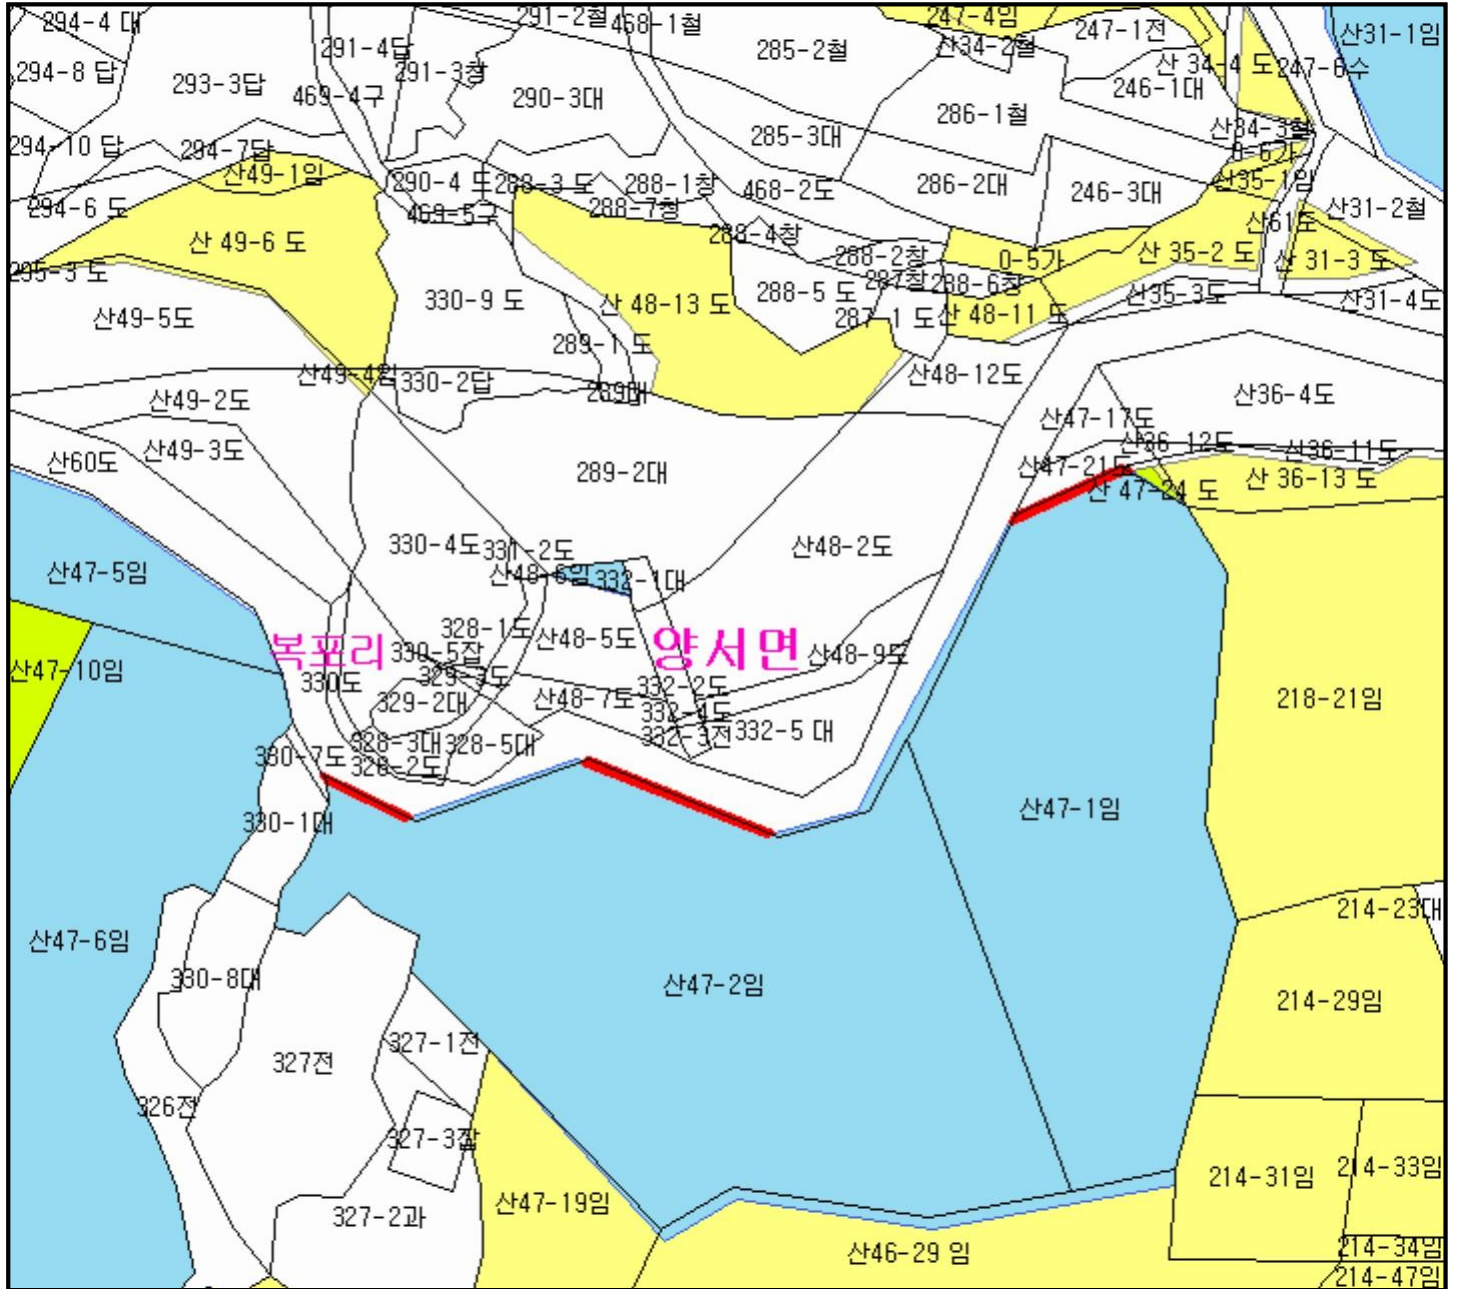 294-4 대
291-2철
468-1철
247-4임
247-1전
산31-1임
294-8 답
293-3답
291-4답
291-3창
469-4구
290-3대
285-2철
산34-2철
산 34-4 도
247-6수
246-1대
286-1철
285-3대
산34-3철
0-6가
294-10 답
294-7답
산49-1임
290-4 도
288-3 도
288-1창
468-2도
286-2대
246-3대
산35-1임
294-6 도
469-5구
288-7창
288-4창
산61도
산31-2철
산 49-6 도
288-2창
0-5가
산 35-2 도
산 31-3 도
295-3 도
330-9 도
산 48-13 도
288-5 도
287창
288-6창
산35-3도
산31-4도
산49-5도
289-1 도
287-1 도
산 48-11 도
산49-4임
330-2답
289대
산48-12도
산36-4도
산49-2도
산47-17도
산49-3도
산60도
289-2대
산36-12도
산36-11도
산47-21도
산 47-24 도
산 36-13 도
330-4도
331-2도
산48-2도
산47-5임
산48-6임
332-1대
328-1도
산48-5도
복포리
330-5잡
양서면
산48-9도
산47-10임
330도
329-3도
332-2도
329-2대
산48-7도
332-4도
218-21임
332-3전
332-5 대
328-3대
328-5대
330-7도
328-2도
330-1대
산47-1임
산47-6임
214-23대
330-8대
산47-2임
214-29임
327-1전
327전
326전
327-3잡
214-31임
214-33임
327-2과
산47-19임
산46-29 임
214-34임
214-47임